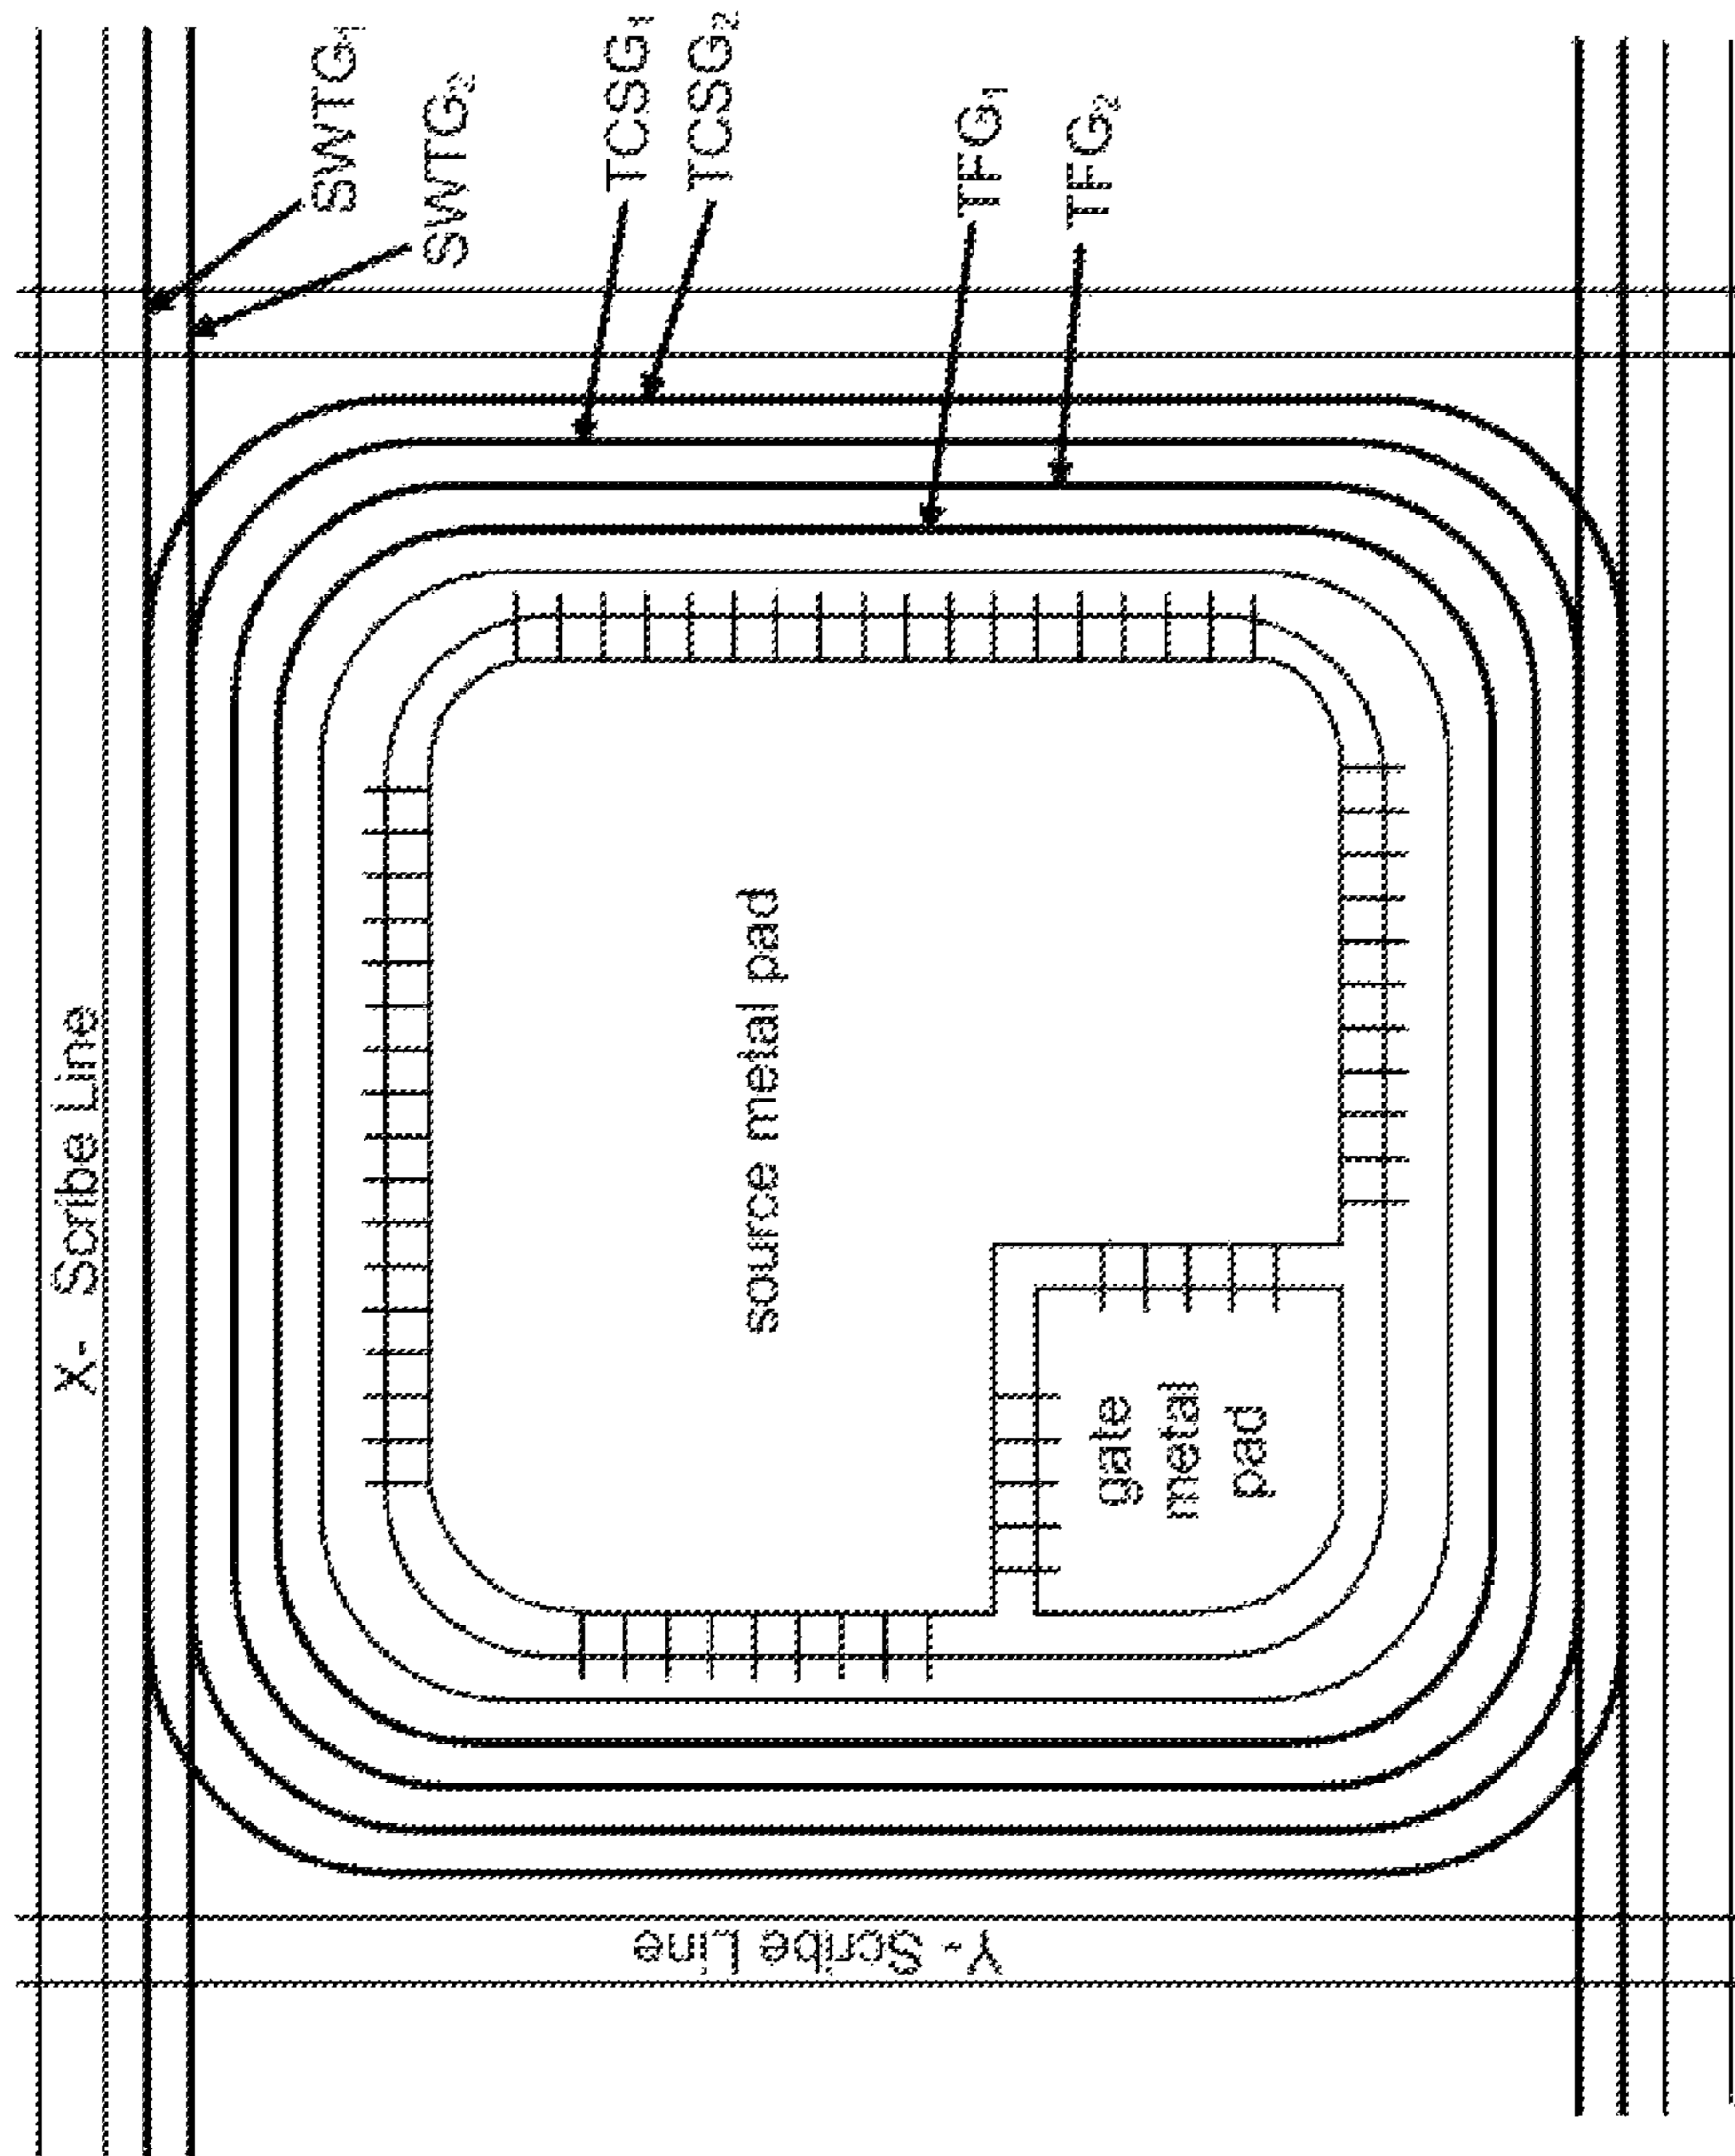 X- Scribe Line
SWTG₁
SWTG₂
TCSG₁
TCSG₂
TFG₁
TFG₂
source metal pad
gate
metal
pad
Y- Scribe Line